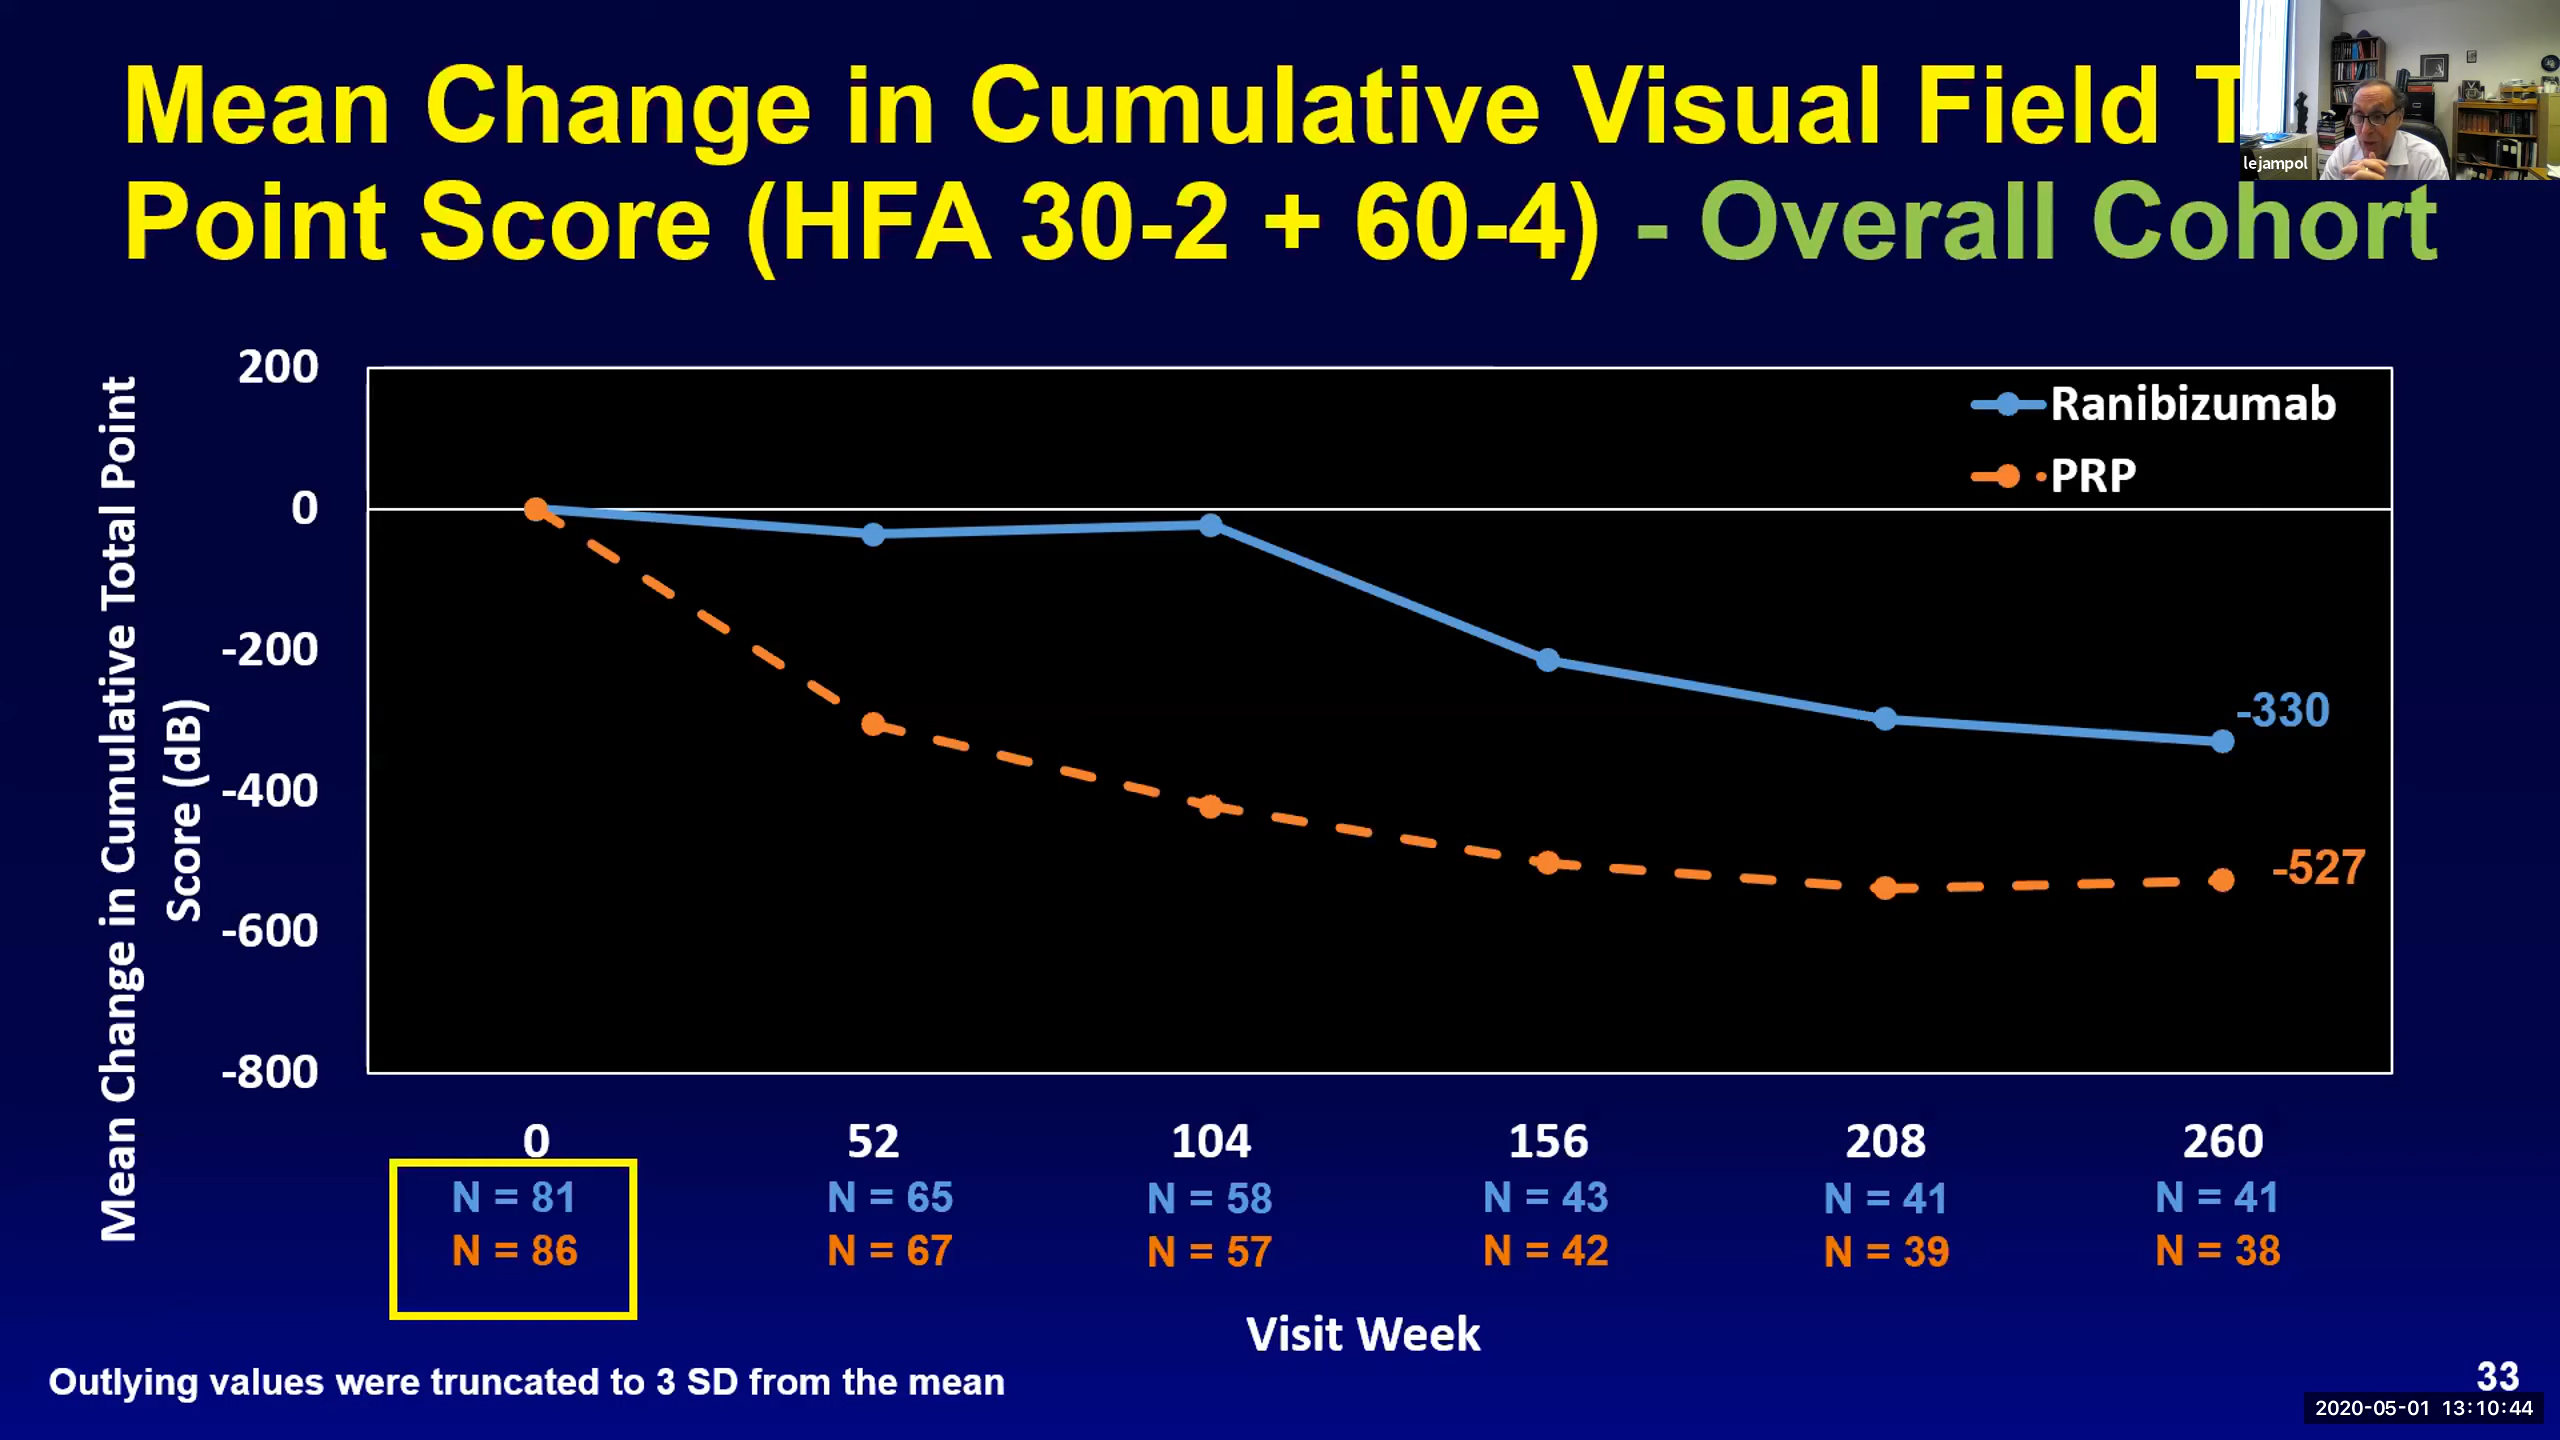 Mean Change in Cumulative Visual Field
Point Score (HFA 30-2 + 60-4) - Overall Cohort
lejampol
Mean Change in Cumulative Total Point
Score (dB)
200
0
-200
-400
-600
-800
Ranibizumab
PRP
-330
-527
0 52 104 156 208 260
N = 81 N = 65 N = 58 N = 43 N = 41 N = 41
N = 86 N = 67 N = 57 N = 42 N = 39 N = 38
Visit Week
Outlying values were truncated to 3 SD from the mean
33
2020-05-01 13:10:44